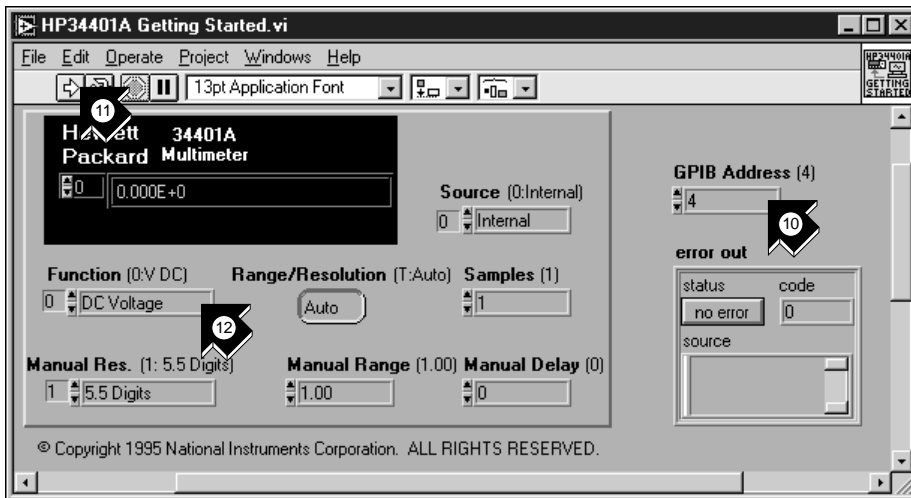 HP34401A Getting Started.vi
File Edit Operate Project Windows Help
HP34401A
GETTING
STARTED
13pt Application Font
11
Hewlett 34401A
Packard Multimeter
0 0.000E+0
Source (0:Internal)
0 Internal
GPIB Address (4)
4
10
error out
status code
no error 0
source
Function (0:V DC) Range/Resolution (T:Auto) Samples (1)
0 DC Voltage Auto 1
12
Manual Res. (1: 5.5 Digits) Manual Range (1.00) Manual Delay (0)
1 5.5 Digits 1.00 0
© Copyright 1995 National Instruments Corporation. ALL RIGHTS RESERVED.